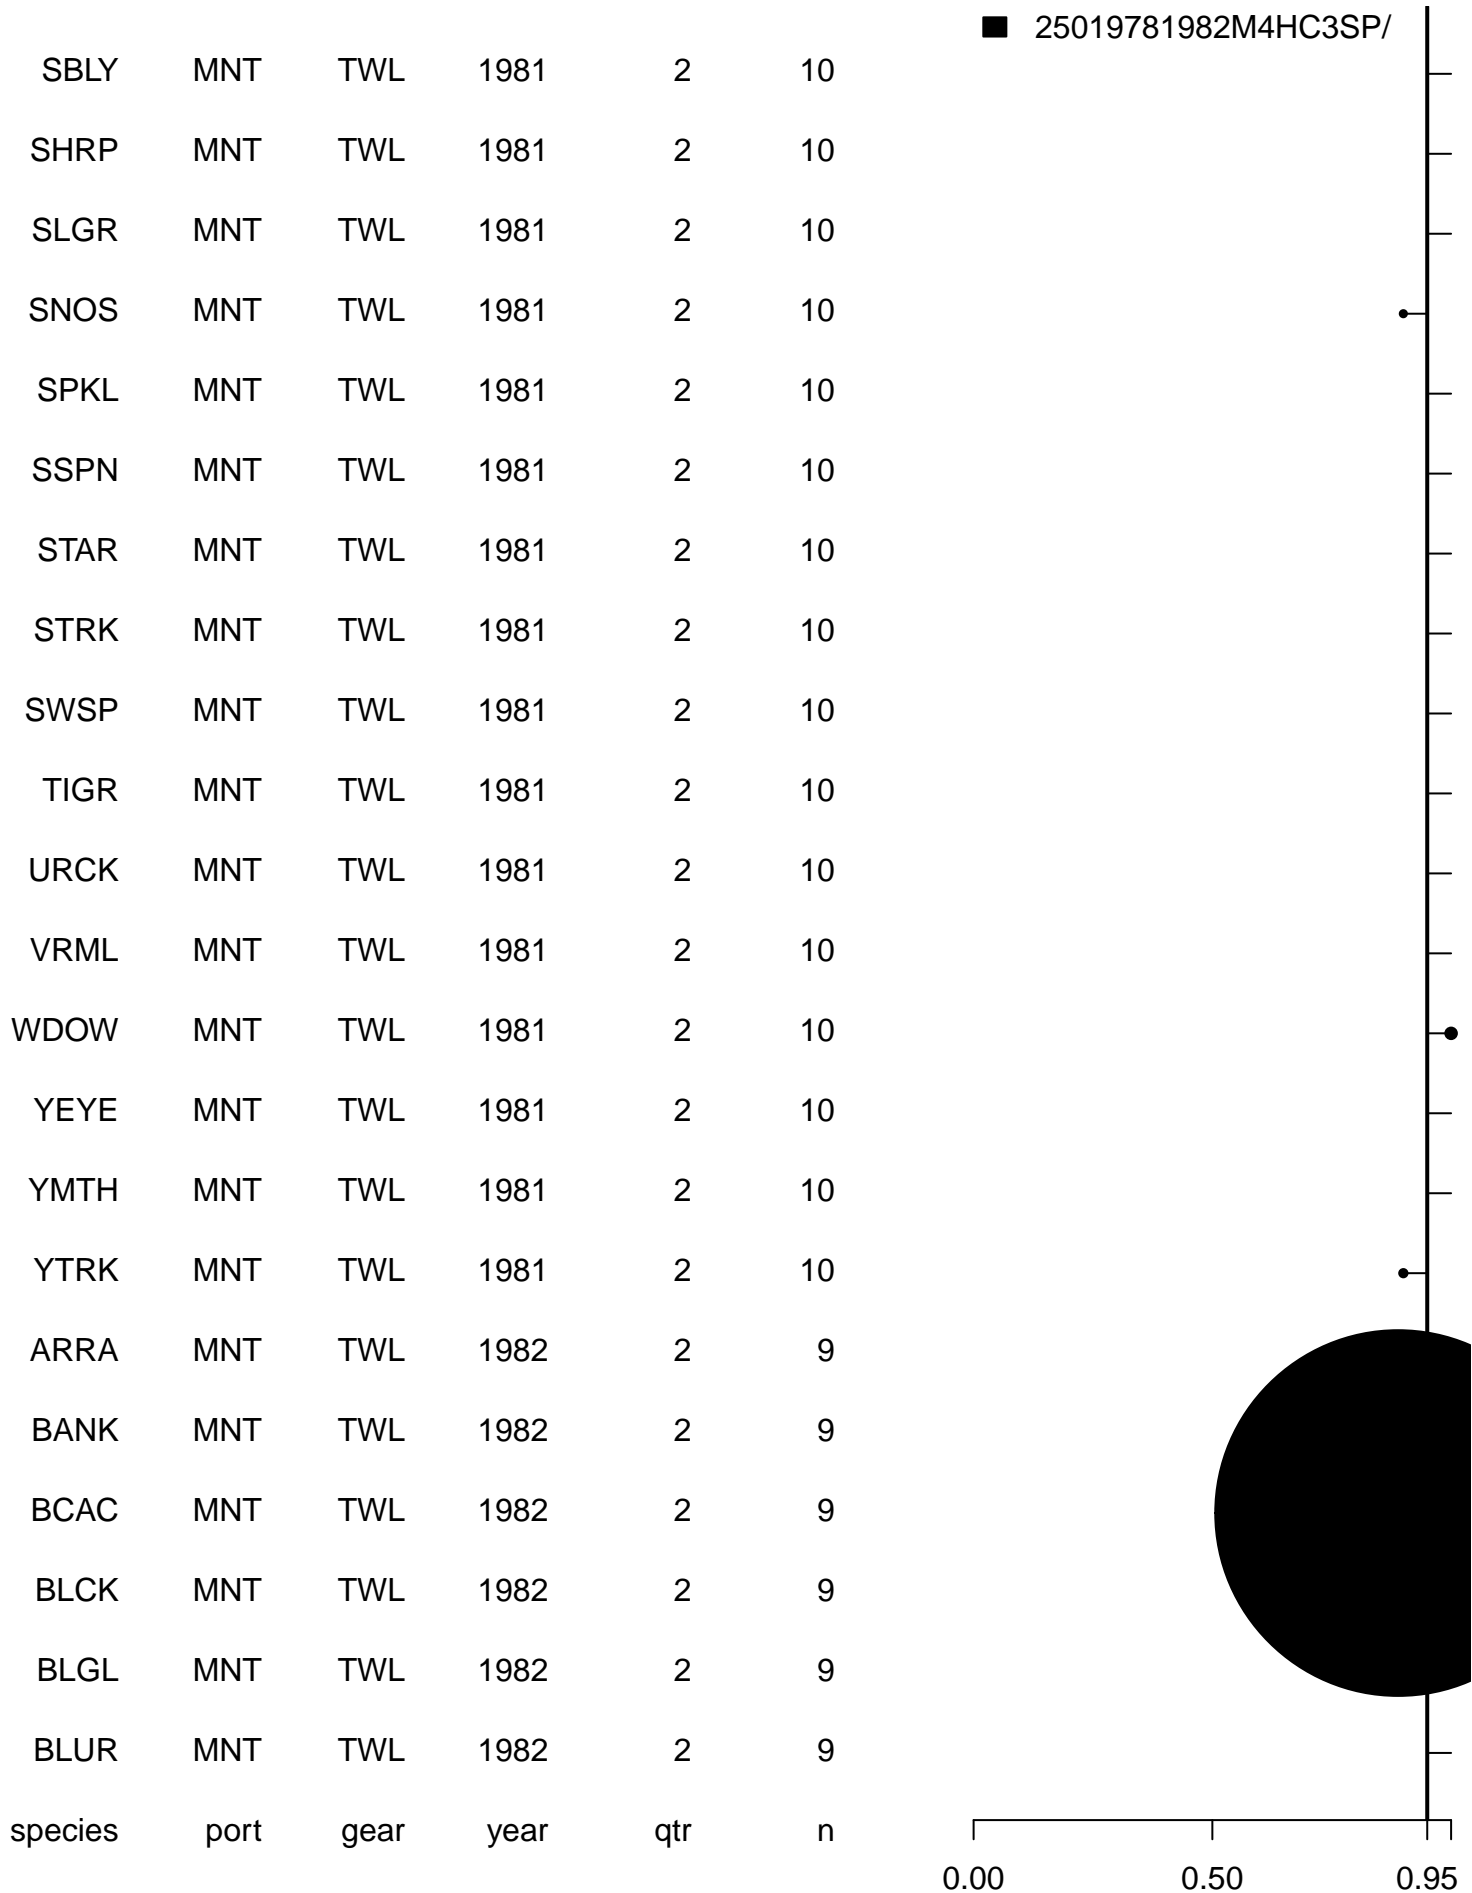 25019781982M4HC3SP/
SBLY MNT TWL 1981 2 10
SHRP MNT TWL 1981 2 10
SLGR MNT TWL 1981 2 10
SNOS MNT TWL 1981 2 10
SPKL MNT TWL 1981 2 10
SSPN MNT TWL 1981 2 10
STAR MNT TWL 1981 2 10
STRK MNT TWL 1981 2 10
SWSP MNT TWL 1981 2 10
TIGR MNT TWL 1981 2 10
URCK MNT TWL 1981 2 10
VRML MNT TWL 1981 2 10
WDOW MNT TWL 1981 2 10
YEYE MNT TWL 1981 2 10
YMTH MNT TWL 1981 2 10
YTRK MNT TWL 1981 2 10
ARRA MNT TWL 1982 2 9
BANK MNT TWL 1982 2 9
BCAC MNT TWL 1982 2 9
BLCK MNT TWL 1982 2 9
BLGL MNT TWL 1982 2 9
BLUR MNT TWL 1982 2 9
species port gear year qtr n
0.00 0.50 0.95